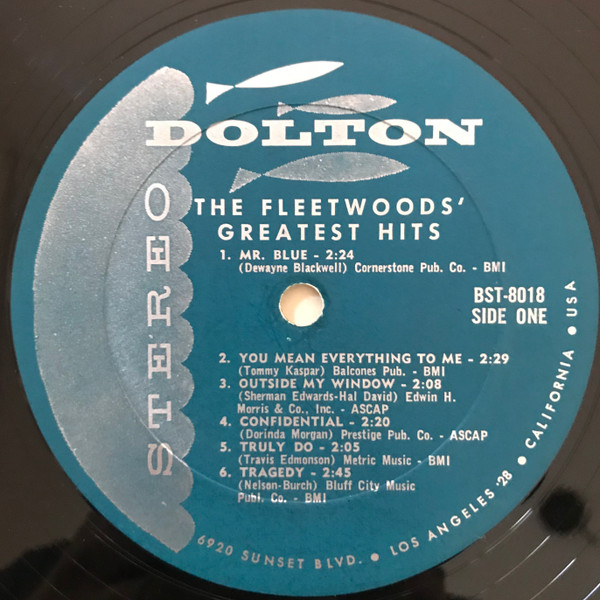 DOLTON
STEREO
THE FLEETWOODS'
GREATEST HITS
1. MR. BLUE - 2:24
(Dewayne Blackwell) Cornerstone Pub. Co. - BMI
BST-8018
SIDE ONE
2. YOU MEAN EVERYTHING TO ME - 2:29
(Tommy Kaspar) Balcones Pub. - BMI
3. OUTSIDE MY WINDOW - 2:08
(Sherman Edwards-Hal David) Edwin H.
Morris & Co., Inc. - ASCAP
4. CONFIDENTIAL - 2:20
(Dorinda Morgan) Prestige Pub. Co. - ASCAP
5. TRULY DO - 2:05
(Travis Edmonson) Metric Music - BMI
6. TRAGEDY - 2:45
(Nelson-Burch) Bluff City Music
Publ. Co. - BMI
6920 SUNSET BLVD. • LOS ANGELES '28 • CALIFORNIA • USA